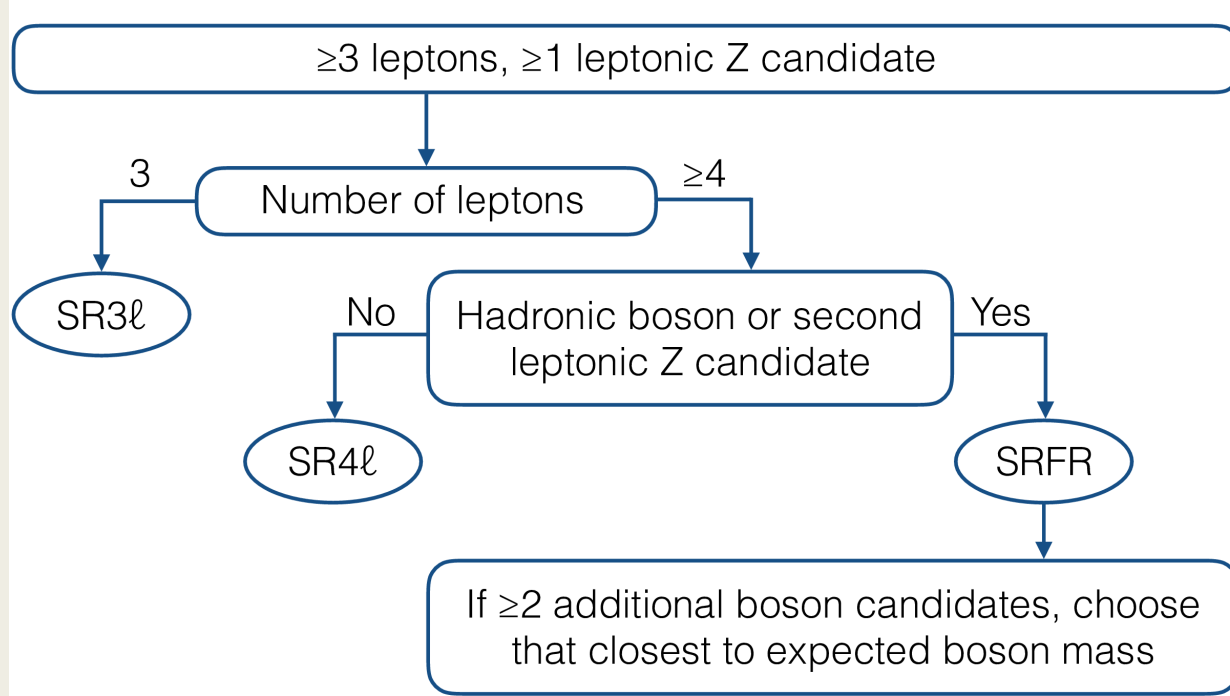 ≥3 leptons, ≥1 leptonic Z candidate
3
Number of leptons
≥4
SR3ℓ
No
Hadronic boson or second
leptonic Z candidate
Yes
SR4ℓ
SRFR
If ≥2 additional boson candidates, choose
that closest to expected boson mass